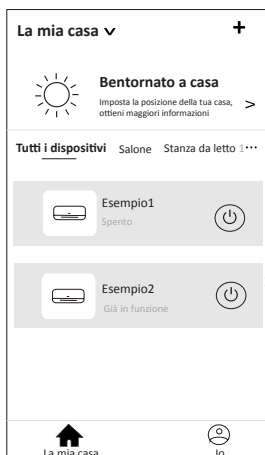 La mia casa
Bentornato a casa
Imposta la posizione della tua casa,
ottieni maggiori informazioni
Tutti i dispositivi Salone Stanza da letto 1···
Esempio1
Spento
Esempio2
Già in funzione
La mia casa Io